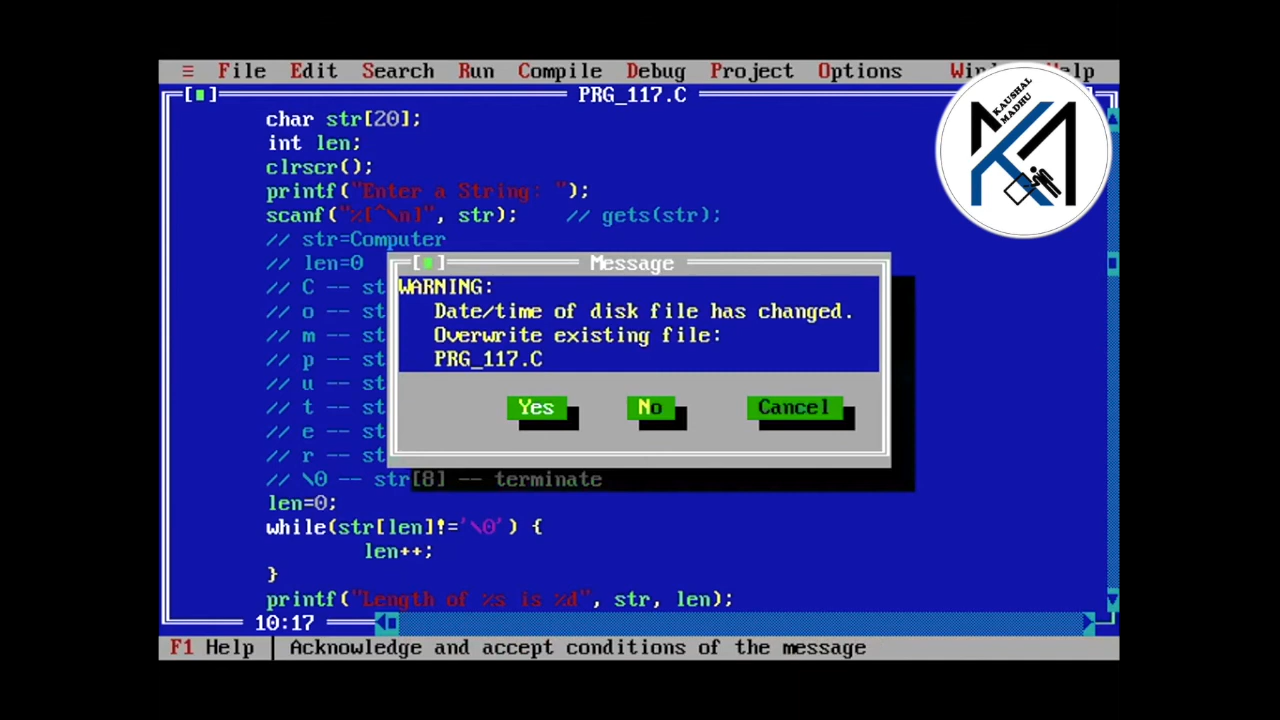 ≡ File Edit Search Run Compile Debug Project Options
PRG_117.C
char str[20];
int len;
clrscr();
printf("Enter a String: ");
scanf("%[^\n]", str); // gets(str);
// str=Computer
// len=0
// C -- st
// o -- st
// m -- st
// p -- st
// u -- st
// t -- st
// e -- st
// r -- st
// \0 -- str[8] -- terminate
len=0;
while(str[len]!='\0') {
len++;
}
printf("Length of %s is %d", str, len);
10:17
F1 Help Acknowledge and accept conditions of the message
Message
WARNING:
Date/time of disk file has changed.
Overwrite existing file:
PRG_117.C
Yes No Cancel
KAUSHAL
MADHU